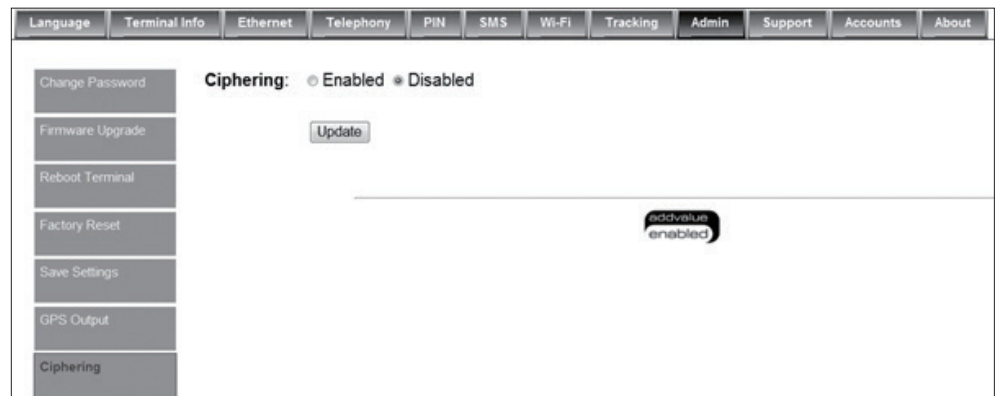 Language Terminal Info Ethernet Telephony PIN SMS Wi-Fi Tracking Admin Support Accounts About
Change Password
Ciphering: Enabled Disabled
Firmware Upgrade
Update
Reboot Terminal
Factory Reset
addvalue
enabled
Save Settings
GPS Output
Ciphering